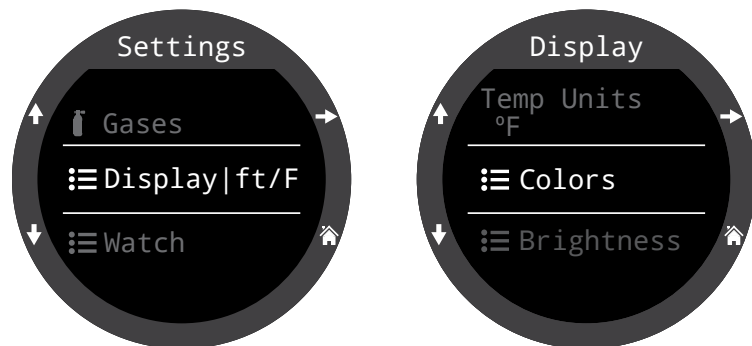 Settings
Gases
Display|ft/F
Watch
Display
Temp Units
ºF
Colors
Brightness